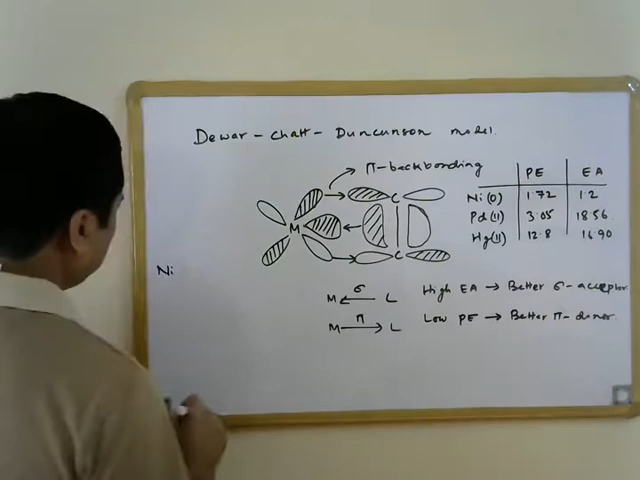 Dewar-chatt-Duncunson model.
π-backbonding
PE EA
Ni(0) 1.72 1.2
Pd(II) 3.05 18.56
Hg(II) 12.8 16.90
M
C
C
Ni
M σ L High EA → Better σ-acceptor
M π L Low PE → Better π-donor.